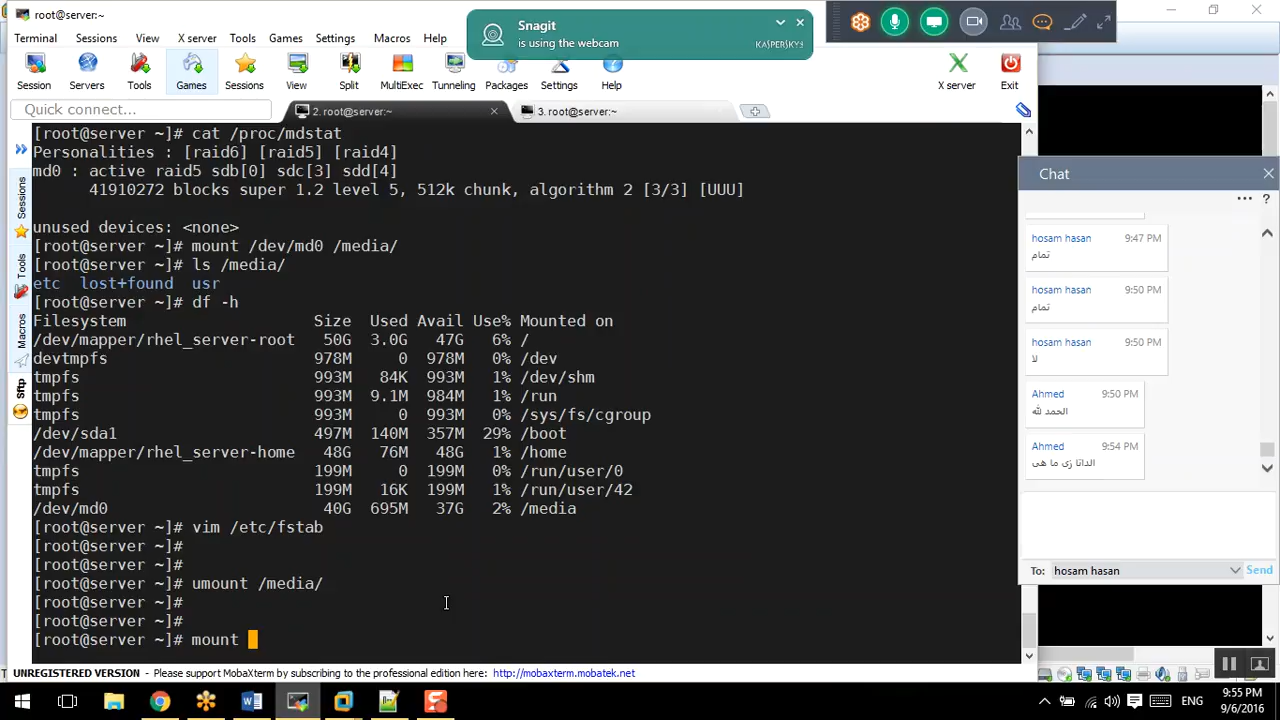 root@server:~
Snagit
is using the webcam
KASPERSKY
Terminal Sessions View X server Tools Games Settings Macros Help
Session Servers Tools Games Sessions View Split MultiExec Tunneling Packages Settings Help X server Exit
Quick connect...
2. root@server:~
3. root@server:~
Sessions
Tools
Macros
Sftp
[root@server ~]# cat /proc/mdstat
Personalities : [raid6] [raid5] [raid4]
md0 : active raid5 sdb[0] sdc[3] sdd[4]
41910272 blocks super 1.2 level 5, 512k chunk, algorithm 2 [3/3] [UUU]
unused devices: <none>
[root@server ~]# mount /dev/md0 /media/
[root@server ~]# ls /media/
etc lost+found usr
[root@server ~]# df -h
Filesystem Size Used Avail Use% Mounted on
/dev/mapper/rhel_server-root 50G 3.0G 47G 6% /
devtmpfs 978M 0 978M 0% /dev
tmpfs 993M 84K 993M 1% /dev/shm
tmpfs 993M 9.1M 984M 1% /run
tmpfs 993M 0 993M 0% /sys/fs/cgroup
/dev/sda1 497M 140M 357M 29% /boot
/dev/mapper/rhel_server-home 48G 76M 48G 1% /home
tmpfs 199M 0 199M 0% /run/user/0
tmpfs 199M 16K 199M 1% /run/user/42
/dev/md0 40G 695M 37G 2% /media
[root@server ~]# vim /etc/fstab
[root@server ~]#
[root@server ~]#
[root@server ~]# umount /media/
[root@server ~]#
[root@server ~]#
[root@server ~]# mount
Chat
hosam hasan 9:47 PM
تمام
hosam hasan 9:50 PM
تمام
hosam hasan 9:50 PM
لا
Ahmed 9:50 PM
الحمد لله
Ahmed 9:54 PM
الداتا زى ما هى
To: hosam hasan Send
UNREGISTERED VERSION - Please support MobaXterm by subscribing to the professional edition here: http://mobaxterm.mobatek.net
ENG
9:55 PM
9/6/2016